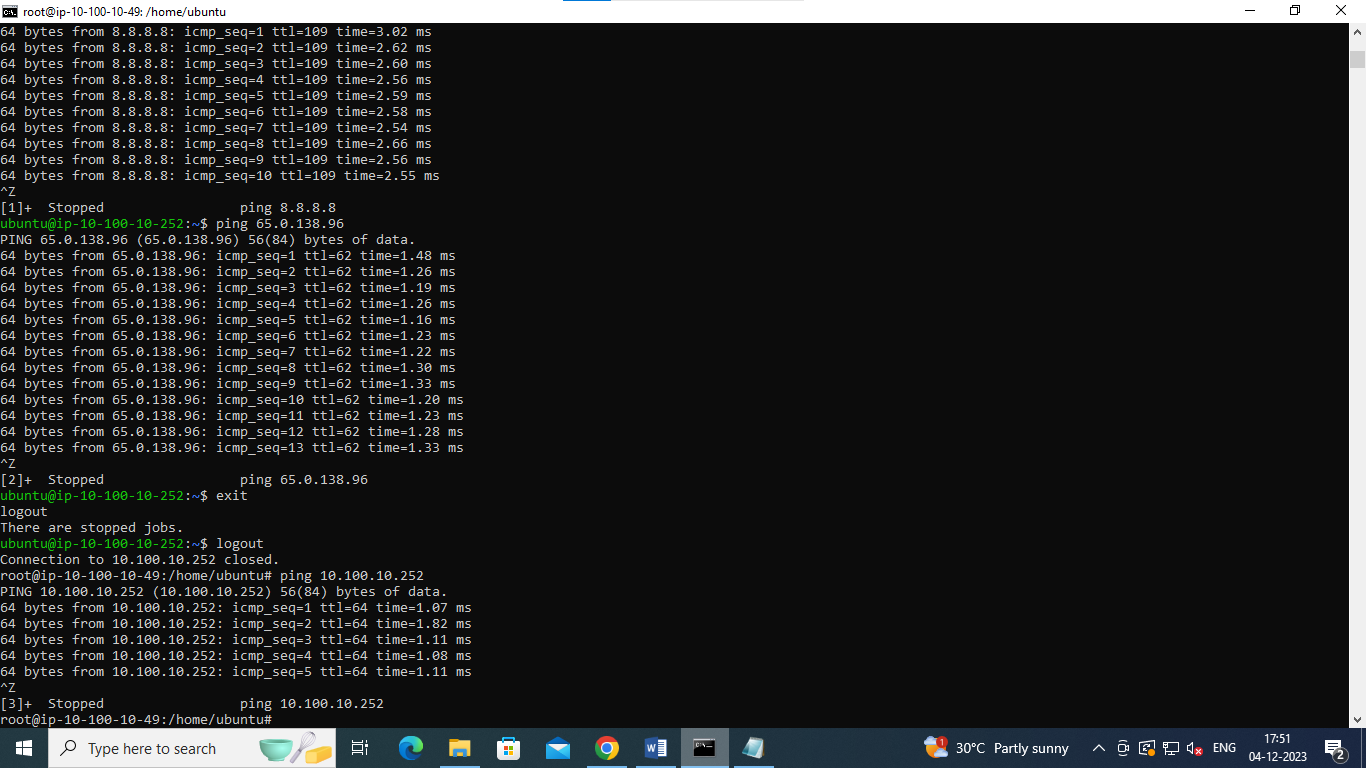 root@ip-10-100-10-49: /home/ubuntu
64 bytes from 8.8.8.8: icmp_seq=1 ttl=109 time=3.02 ms
64 bytes from 8.8.8.8: icmp_seq=2 ttl=109 time=2.62 ms
64 bytes from 8.8.8.8: icmp_seq=3 ttl=109 time=2.60 ms
64 bytes from 8.8.8.8: icmp_seq=4 ttl=109 time=2.56 ms
64 bytes from 8.8.8.8: icmp_seq=5 ttl=109 time=2.59 ms
64 bytes from 8.8.8.8: icmp_seq=6 ttl=109 time=2.58 ms
64 bytes from 8.8.8.8: icmp_seq=7 ttl=109 time=2.54 ms
64 bytes from 8.8.8.8: icmp_seq=8 ttl=109 time=2.66 ms
64 bytes from 8.8.8.8: icmp_seq=9 ttl=109 time=2.56 ms
64 bytes from 8.8.8.8: icmp_seq=10 ttl=109 time=2.55 ms
^Z
[1]+  Stopped                 ping 8.8.8.8
ubuntu@ip-10-100-10-252:~$ ping 65.0.138.96
PING 65.0.138.96 (65.0.138.96) 56(84) bytes of data.
64 bytes from 65.0.138.96: icmp_seq=1 ttl=62 time=1.48 ms
64 bytes from 65.0.138.96: icmp_seq=2 ttl=62 time=1.26 ms
64 bytes from 65.0.138.96: icmp_seq=3 ttl=62 time=1.19 ms
64 bytes from 65.0.138.96: icmp_seq=4 ttl=62 time=1.26 ms
64 bytes from 65.0.138.96: icmp_seq=5 ttl=62 time=1.16 ms
64 bytes from 65.0.138.96: icmp_seq=6 ttl=62 time=1.23 ms
64 bytes from 65.0.138.96: icmp_seq=7 ttl=62 time=1.22 ms
64 bytes from 65.0.138.96: icmp_seq=8 ttl=62 time=1.30 ms
64 bytes from 65.0.138.96: icmp_seq=9 ttl=62 time=1.33 ms
64 bytes from 65.0.138.96: icmp_seq=10 ttl=62 time=1.20 ms
64 bytes from 65.0.138.96: icmp_seq=11 ttl=62 time=1.23 ms
64 bytes from 65.0.138.96: icmp_seq=12 ttl=62 time=1.28 ms
64 bytes from 65.0.138.96: icmp_seq=13 ttl=62 time=1.33 ms
^Z
[2]+  Stopped                 ping 65.0.138.96
ubuntu@ip-10-100-10-252:~$ exit
logout
There are stopped jobs.
ubuntu@ip-10-100-10-252:~$ logout
Connection to 10.100.10.252 closed.
root@ip-10-100-10-49:/home/ubuntu# ping 10.100.10.252
PING 10.100.10.252 (10.100.10.252) 56(84) bytes of data.
64 bytes from 10.100.10.252: icmp_seq=1 ttl=64 time=1.07 ms
64 bytes from 10.100.10.252: icmp_seq=2 ttl=64 time=1.82 ms
64 bytes from 10.100.10.252: icmp_seq=3 ttl=64 time=1.11 ms
64 bytes from 10.100.10.252: icmp_seq=4 ttl=64 time=1.08 ms
64 bytes from 10.100.10.252: icmp_seq=5 ttl=64 time=1.11 ms
^Z
[3]+  Stopped                 ping 10.100.10.252
root@ip-10-100-10-49:/home/ubuntu#
Type here to search
1
30°C Partly sunny
ENG
17:51
04-12-2023
2